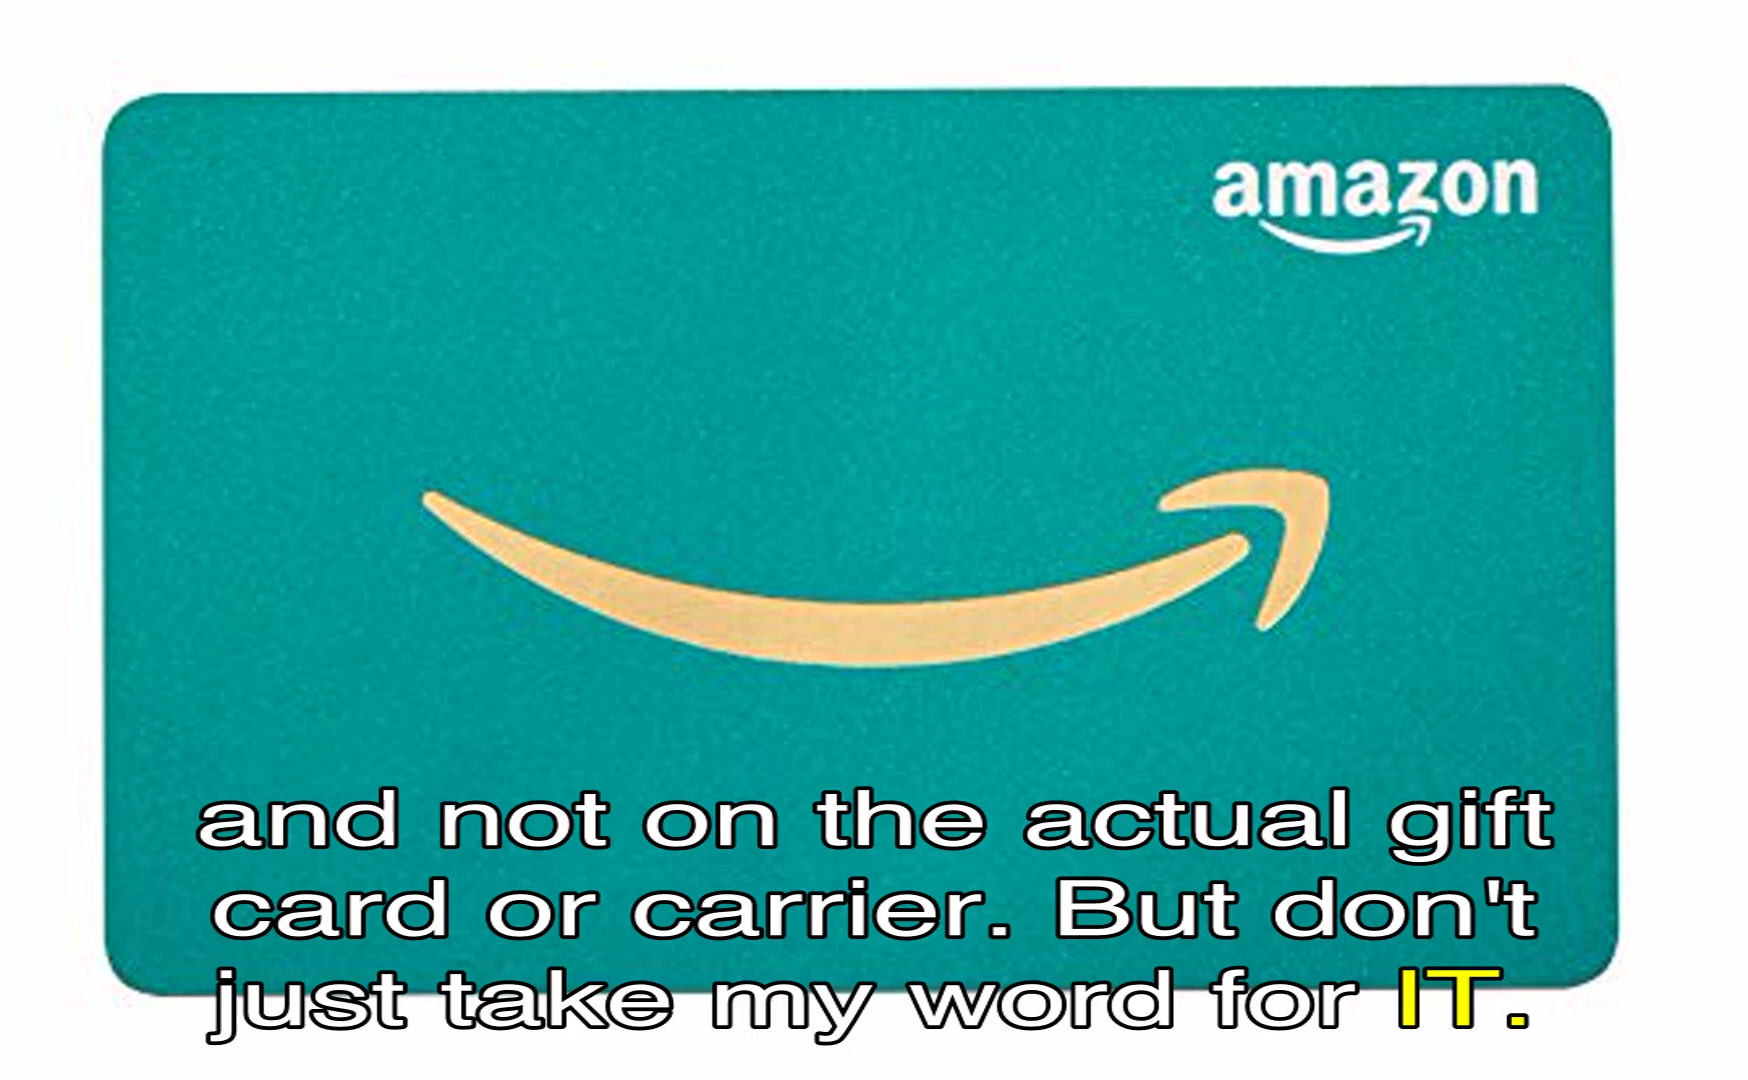 amazon
and not on the actual gift
card or carrier. But don't
just take my word for IT.